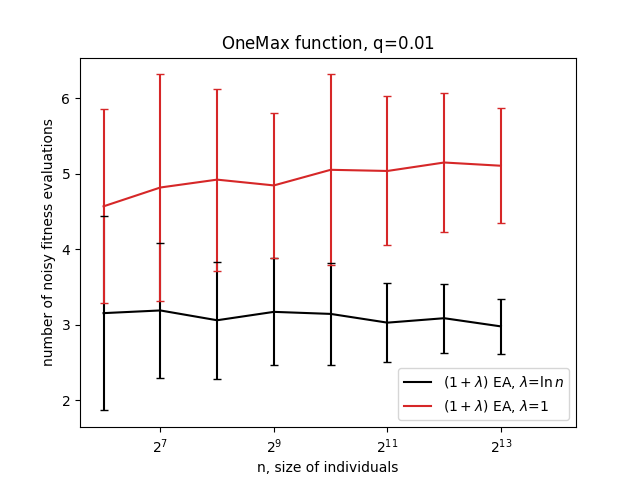 OneMax function, q=0.01
number of noisy fitness evaluations
6
5
4
3
2
2^7
2^9
2^11
2^13
n, size of individuals
(1 + λ) EA, λ=ln n
(1 + λ) EA, λ=1